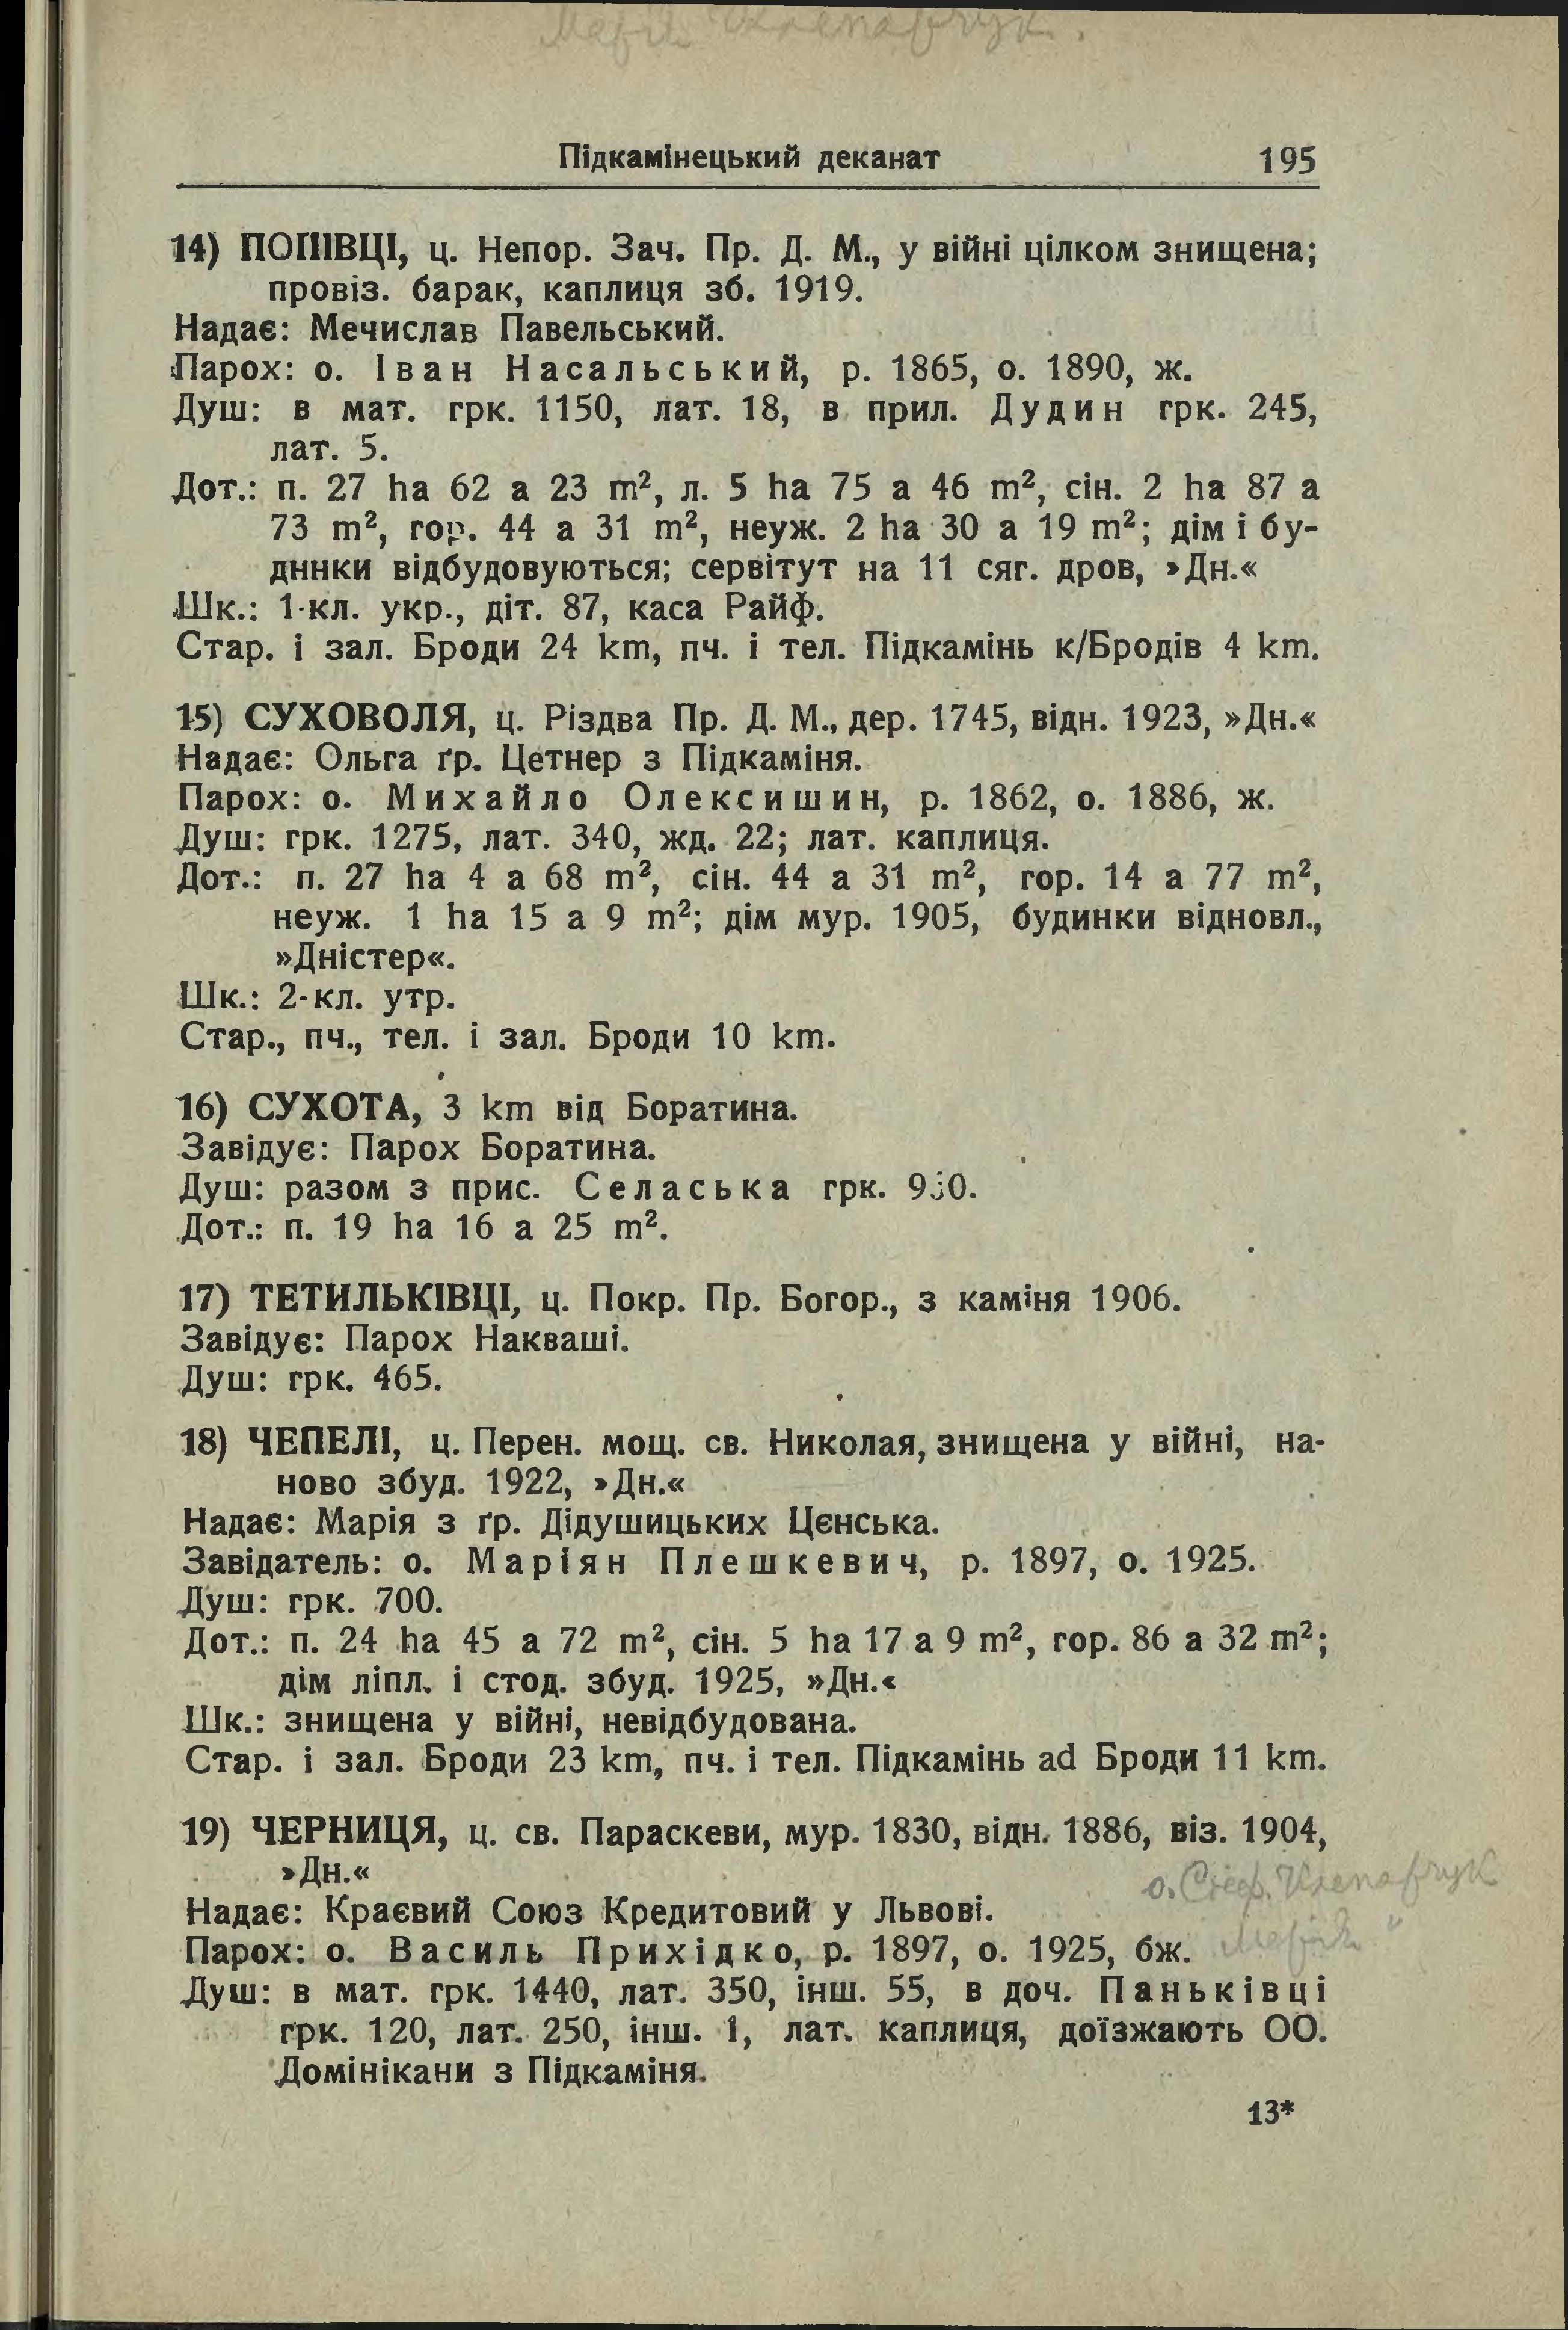 Підкамінецький деканат 195
14) ПОПІВЦІ, ц. Непор. Зач. Пр. Д. М., у війні цілком знищена;
провіз. барак, каплиця зб. 1919.
Надає: Мечислав Павельський.
Парох: о. Іван Насальський, р. 1865, о. 1890, ж.
Душ: в мат. грк. 1150, лат. 18, в прил. Дудин грк. 245,
лат. 5.
Дот.: п. 27 ha 62 a 23 m², л. 5 ha 75 a 46 m², сін. 2 ha 87 a
73 m², гор. 44 a 31 m², неуж. 2 ha 30 a 19 m²; дім і бу-
дннки відбудовуються; сервітут на 11 сяг. дров, »Дн.«
Шк.: 1-кл. укр., діт. 87, каса Райф.
Стар. і зал. Броди 24 km, пч. і тел. Підкамінь к/Бродів 4 km.
15) СУХОВОЛЯ, ц. Різдва Пр. Д. М., дер. 1745, відн. 1923, »Дн.«
Надає: Ольга ґр. Цетнер з Підкаміня.
Парох: о. Михайло Олексишин, р. 1862, о. 1886, ж.
Душ: грк. 1275, лат. 340, жд. 22; лат. каплиця.
Дот.: п. 27 ha 4 a 68 m², сін. 44 a 31 m², гор. 14 a 77 m²,
неуж. 1 ha 15 a 9 m²; дім мур. 1905, будинки відновл.,
»Дністер«.
Шк.: 2-кл. утр.
Стар., пч., тел. і зал. Броди 10 km.
16) СУХОТА, 3 km від Боратина.
Завідує: Парох Боратина.
Душ: разом з прис. Селаська грк.
Дот.: п. 19 ha 16 a 25 m².
17) ТЕТИЛЬКІВЦІ, ц. Покр. Пр. Богор., з каміня 1906.
Завідує: Парох Накваші.
Душ: грк. 465.
18) ЧЕПЕЛІ, ц. Перен. мощ. св. Николая, знищена у війні, на-
ново збуд. 1922, »Дн.«
Надає: Марія з ґр. Дідушицьких Цєнська.
Завідатель: о. Маріян Плешкевич, р. 1897, о. 1925.
Душ: грк. 700.
Дот.: п. 24 ha 45 a 72 m², сін. 5 ha 17 a 9 m², гор. 86 a 32 m²;
дім ліпл. і стод. збуд. 1925, »Дн.«
Шк.: знищена у війні, невідбудована.
Стар. і зал. Броди 23 km, пч. і тел. Підкамінь ad Броди 11 km.
19) ЧЕРНИЦЯ, ц. св. Параскеви, мур. 1830, відн. 1886, віз. 1904,
»Дн.«
Надає: Краєвий Союз Кредитовий у Львові.
Парох: о. Василь Прихідко, р. 1897, о. 1925, бж.
Душ: в мат. грк. 1440, лат. 350, інш. 55, в доч. Паньківці
грк. 120, лат. 250, інш. 1, лат. каплиця, доїзжають ОО.
Домінікани з Підкаміня.
13*